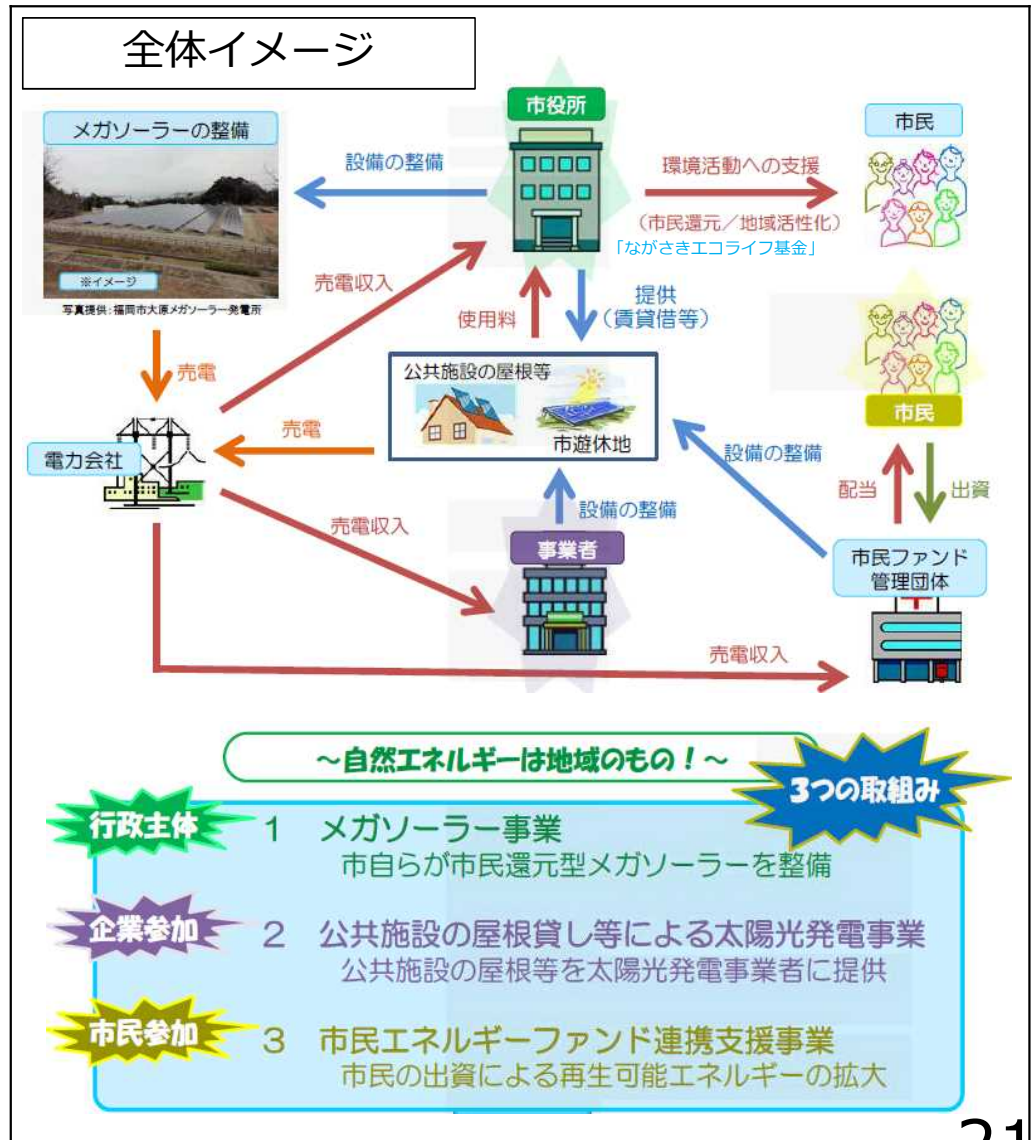 全体イメージ
市役所
メガソーラーの整備
市民
設備の整備
環境活動への支援
(市民還元/地域活性化)
「ながさきエコライフ基金」
※イメージ
写真提供:福岡市大原メガソーラー発電所
売電収入
使用料
提供
(賃貸借等)
売電
公共施設の屋根等
市遊休地
市民
電力会社
売電
設備の整備
配当
出資
売電収入
設備の整備
事業者
市民ファンド
管理団体
売電収入
~自然エネルギーは地域のもの!~
3つの取組み
行政主体 1 メガソーラー事業
市自らが市民還元型メガソーラーを整備
企業参加 2 公共施設の屋根貸し等による太陽光発電事業
公共施設の屋根等を太陽光発電事業者に提供
市民参加 3 市民エネルギーファンド連携支援事業
市民の出資による再生可能エネルギーの拡大
21